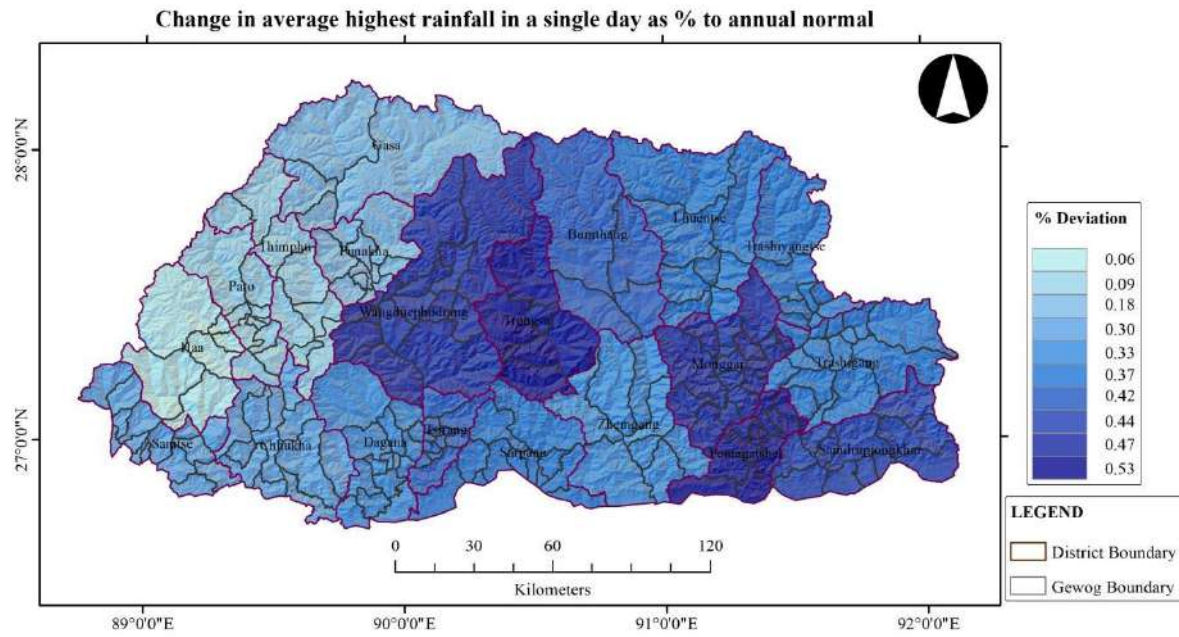 Change in average highest rainfall in a single day as % to annual normal
28°0'0"N
27°0'0"N
Gasa
Thimphu
Punakha
Paro
Haa
Wangduephodrang
Trongsa
Bumthang
Lhuentse
Trashiyangtse
Monggar
Trashigang
Samtse
Chhukha
Dagana
Tsirang
Sarpang
Zhemgang
Pemagatshel
Samdrupjongkhar
% Deviation
0.06
0.09
0.18
0.30
0.33
0.37
0.42
0.44
0.47
0.53
LEGEND
District Boundary
Gewog Boundary
0 30 60 120
Kilometers
89°0'0"E 90°0'0"E 91°0'0"E 92°0'0"E